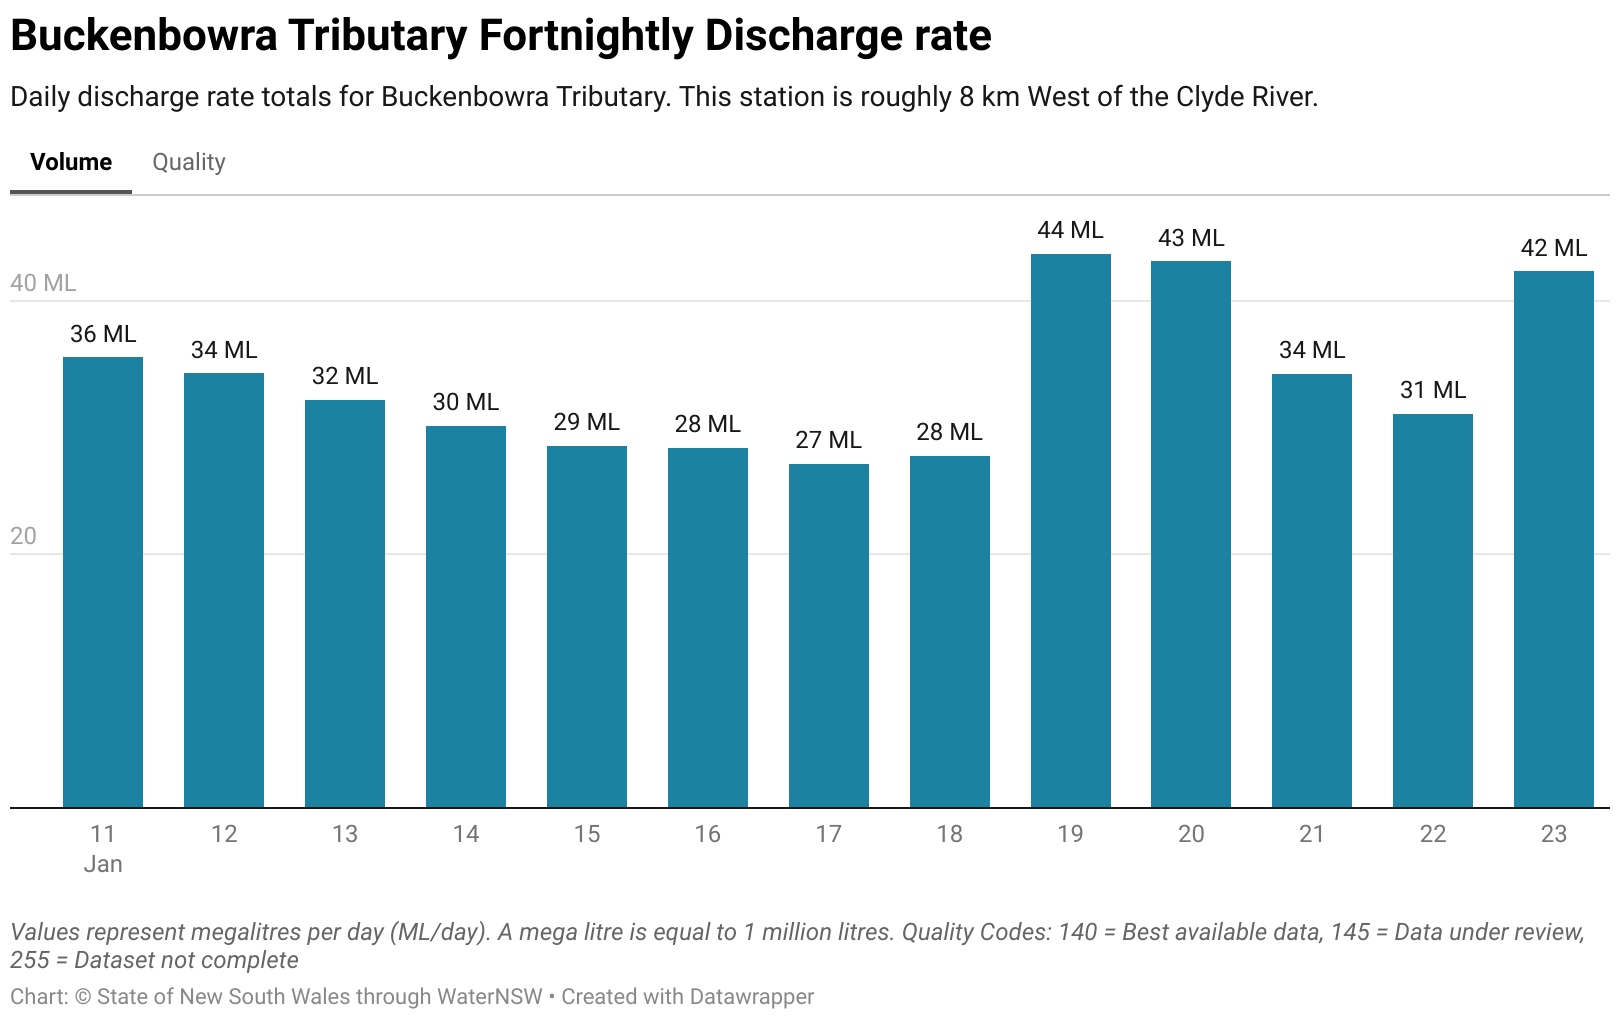 Buckenbowra Tributary Fortnightly Discharge rate
Daily discharge rate totals for Buckenbowra Tributary. This station is roughly 8 km West of the Clyde River.
Volume Quality
44 ML
43 ML
42 ML
40 ML
36 ML
34 ML
32 ML
30 ML
29 ML
28 ML
27 ML
28 ML
34 ML
31 ML
20
11 12 13 14 15 16 17 18 19 20 21 22 23
Jan
Values represent megalitres per day (ML/day). A mega litre is equal to 1 million litres. Quality Codes: 140 = Best available data, 145 = Data under review,
255 = Dataset not complete
Chart: © State of New South Wales through WaterNSW • Created with Datawrapper